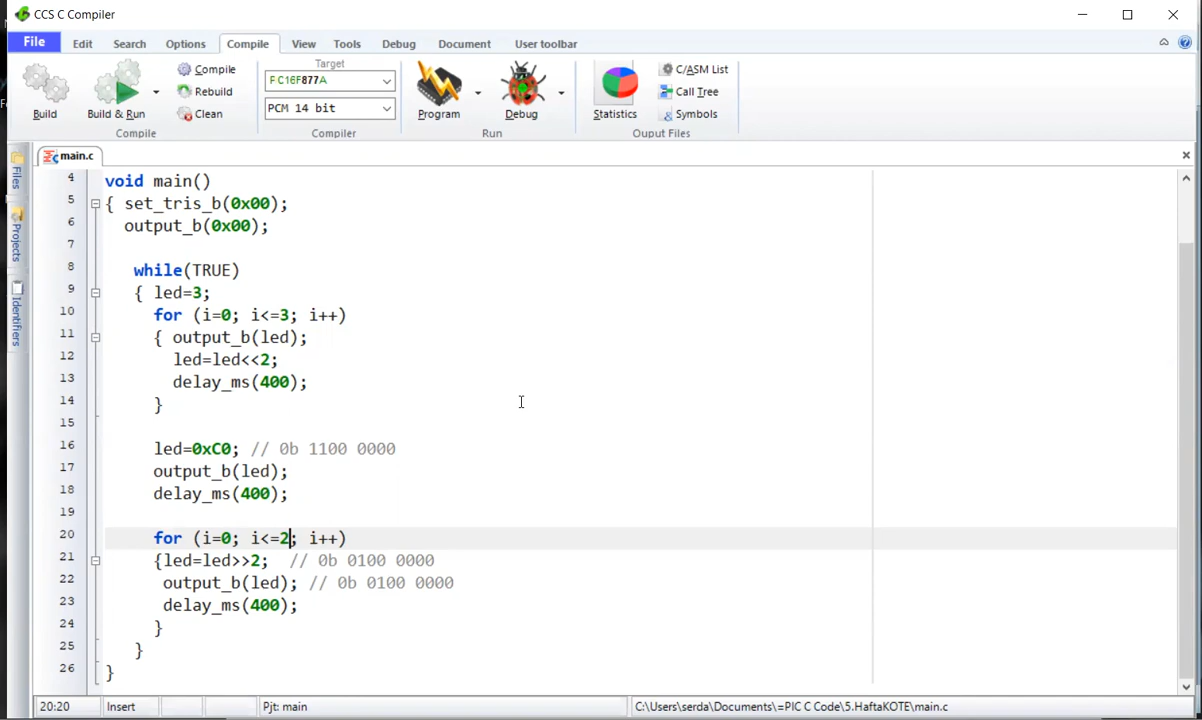 CCS C Compiler
File Edit Search Options Compile View Tools Debug Document User toolbar
Target
Compile
PIC16F877A
C/ASM List
Rebuild
Call Tree
Build
Build & Run
Clean
PCM 14 bit
Program
Debug
Statistics
Symbols
Compile
Compiler
Run
Ouput Files
main.c
Files
Projects
Identifiers
4 void main()
5 { set_tris_b(0x00);
6 output_b(0x00);
7
8 while(TRUE)
9 { led=3;
10 for (i=0; i<=3; i++)
11 { output_b(led);
12 led=led<<2;
13 delay_ms(400);
14 }
15
16 led=0xC0; // 0b 1100 0000
17 output_b(led);
18 delay_ms(400);
19
20 for (i=0; i<=2; i++)
21 {led=led>>2; // 0b 0100 0000
22 output_b(led); // 0b 0100 0000
23 delay_ms(400);
24 }
25 }
26 }
20:20 Insert Pjt: main C:\Users\serda\Documents\=PIC C Code\5.HaftaKOTE\main.c